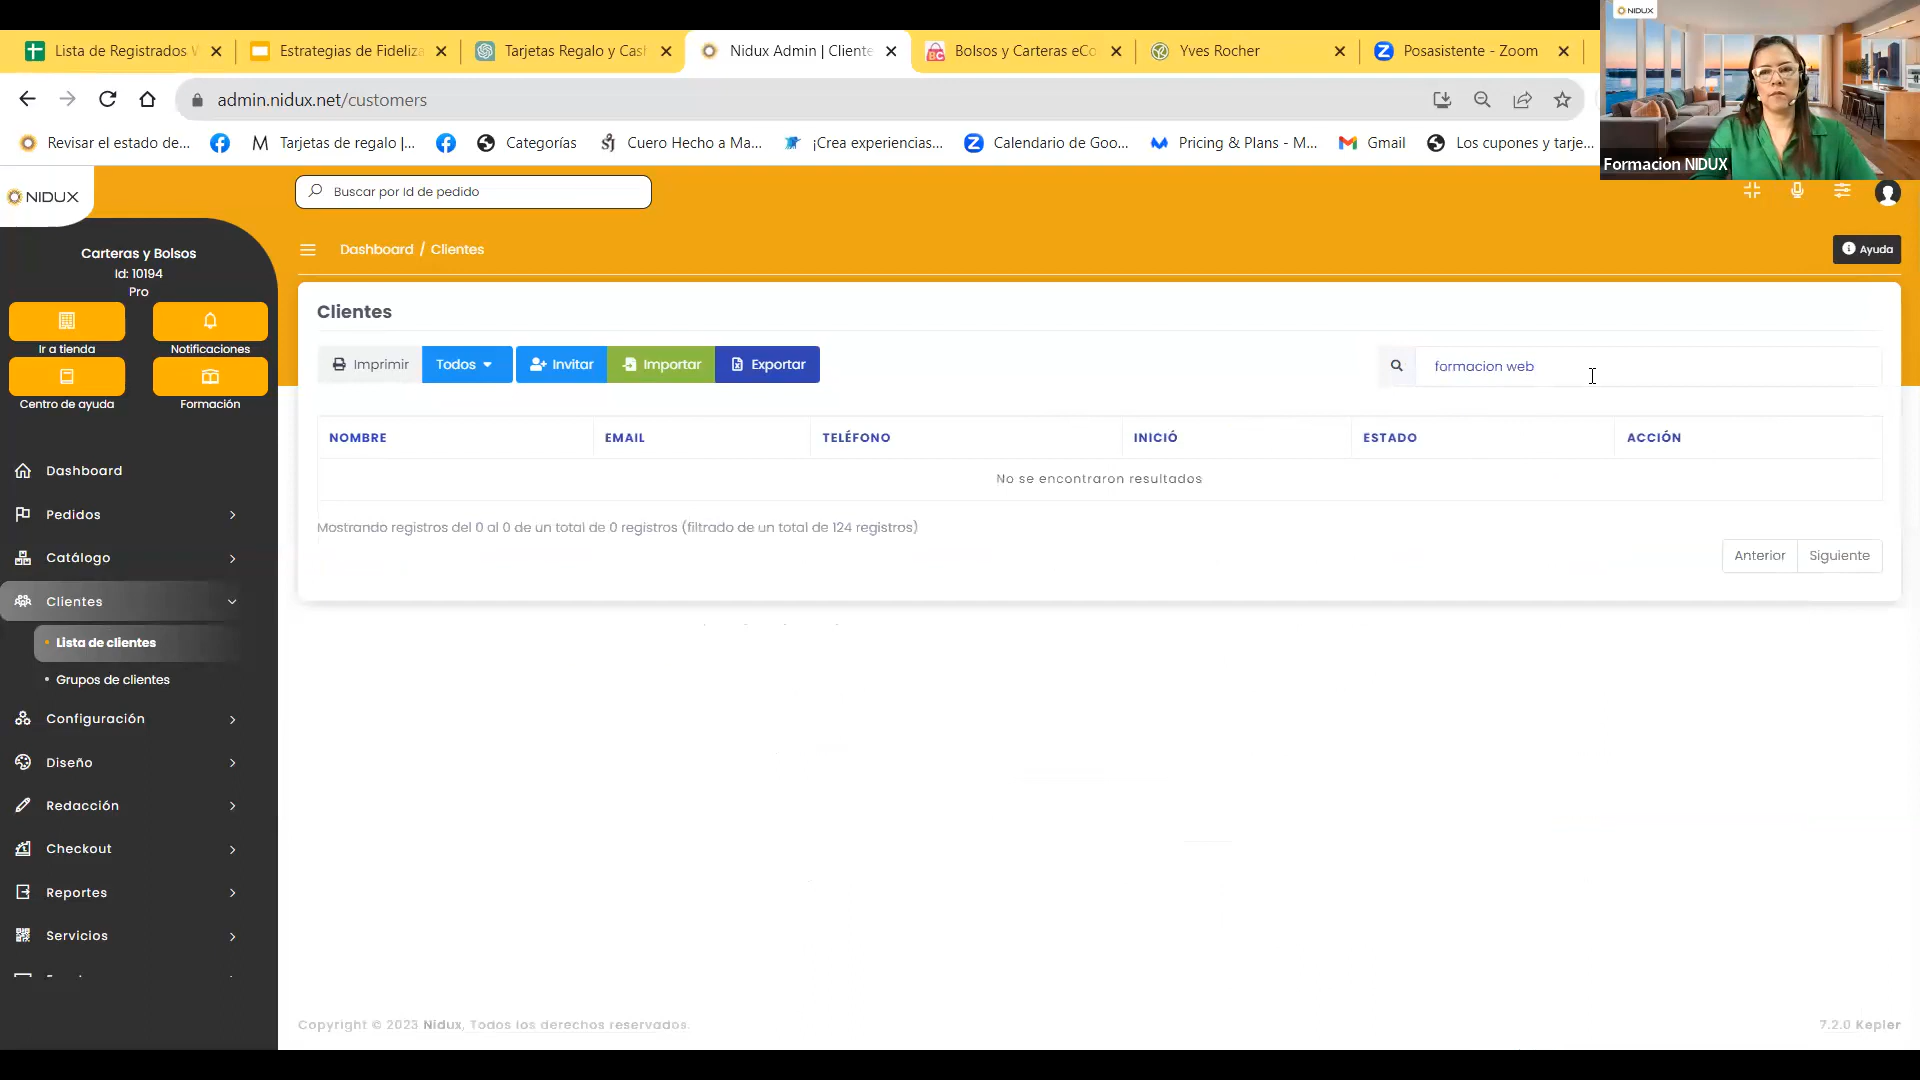 Lista de Registrados
Estrategias de Fideliza
Tarjetas Regalo y Cas
Nidux Admin | Cliente
Bolsos y Carteras eCo
Yves Rocher
Posasistente - Zoom
NIDUX
admin.nidux.net/customers
Revisar el estado de...
Tarjetas de regalo |...
Categorías
Cuero Hecho a Ma...
¡Crea experiencias...
Calendario de Goo...
Pricing & Plans - M...
Gmail
Los cupones y tarje...
Formacion NIDUX
NIDUX
Buscar por Id de pedido
Carteras y Bolsos
Id: 10194
Pro
Dashboard / Clientes
Ayuda
Ir a tienda
Notificaciones
Centro de ayuda
Formación
Clientes
Imprimir
Todos
Invitar
Importar
Exportar
formacion web
NOMBRE
EMAIL
TELÉFONO
INICIÓ
ESTADO
ACCIÓN
No se encontraron resultados
Mostrando registros del 0 al 0 de un total de 0 registros (filtrado de un total de 124 registros)
Anterior
Siguiente
Dashboard
Pedidos
Catálogo
Clientes
Lista de clientes
Grupos de clientes
Configuración
Diseño
Redacción
Checkout
Reportes
Servicios
Copyright © 2023 Nidux, Todos los derechos reservados.
7.2.0 Kepler